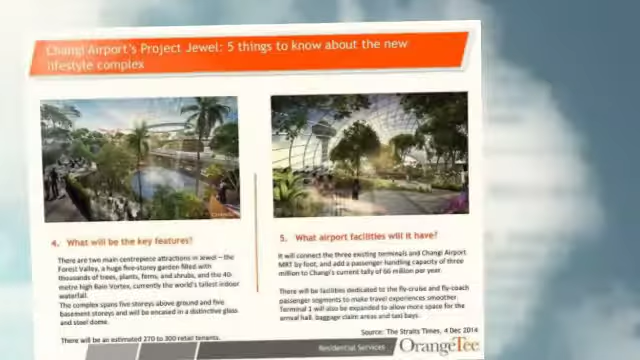 Changi Airport's Project Jewel: 5 things to know about the new
lifestyle complex
4. What will be the key features?
There are two main centrepiece attractions in Jewel — the
Forest Valley, a huge five-storey garden filled with
thousands of trees, plants, ferns, and shrubs, and the 40-
metre high Rain Vortex, currently the world's tallest indoor
waterfall.
The complex spans five storeys above ground and five
basement storeys and will be encased in a distinctive glass
and steel dome.
There will be an estimated 270 to 300 retail tenants.
5. What airport facilities will it have?
It will connect the three existing terminals and Changi Airport
MRT by foot, and add a passenger handling capacity of three
million to Changi's current tally of 66 million per year.
There will be facilities dedicated to the fly-cruise and fly-coach
passenger segments to make travel experiences smoother.
Terminal 1 will also be expanded to allow more space for the
arrival hall, baggage claim areas and taxi bays.
Source: The Straits Times, 4 Dec 2014
Residential Services
OrangeTee